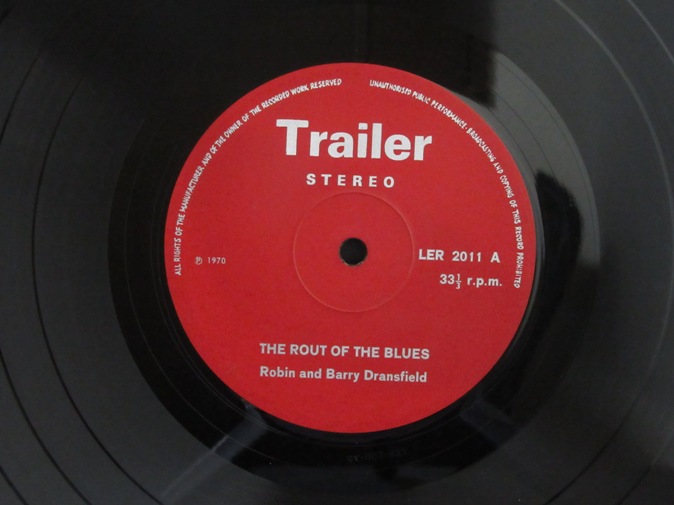 ALL RIGHTS OF THE MANUFACTURER AND OF THE OWNER OF THE RECORDED WORK RESERVED
UNAUTHORISED PUBLIC PERFORMANCE BROADCASTING AND COPYING OF THIS RECORD PROHIBITED
Trailer
STEREO
LER 2011 A
℗ 1970
33⅓ r.p.m.
THE ROUT OF THE BLUES
Robin and Barry Dransfield